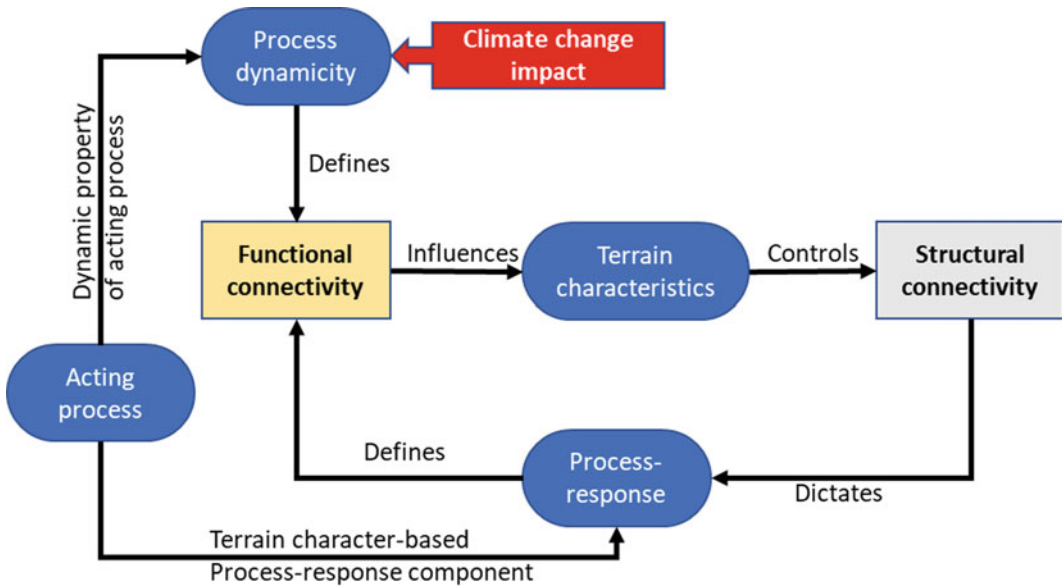 Process
dynamicity
Climate change
impact
Dynamic property
of acting process
Defines
Functional
connectivity
Influences
Terrain
characteristics
Controls
Structural
connectivity
Acting
process
Defines
Process-
response
Dictates
Terrain character-based
Process-response component